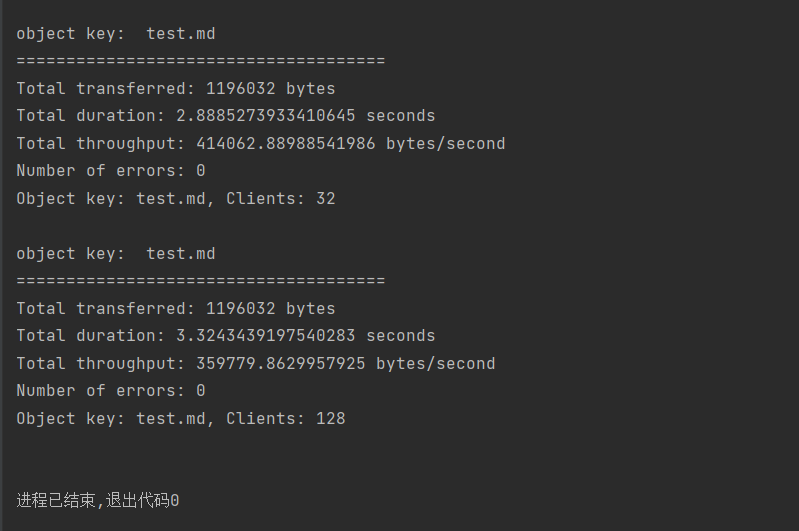 object key:  test.md
=====================================
Total transferred: 1196032 bytes
Total duration: 2.8885273933410645 seconds
Total throughput: 414062.88988541986 bytes/second
Number of errors: 0
Object key: test.md, Clients: 32
object key:  test.md
=====================================
Total transferred: 1196032 bytes
Total duration: 3.3243439197540283 seconds
Total throughput: 359779.8629957925 bytes/second
Number of errors: 0
Object key: test.md, Clients: 128
进程已结束,退出代码0